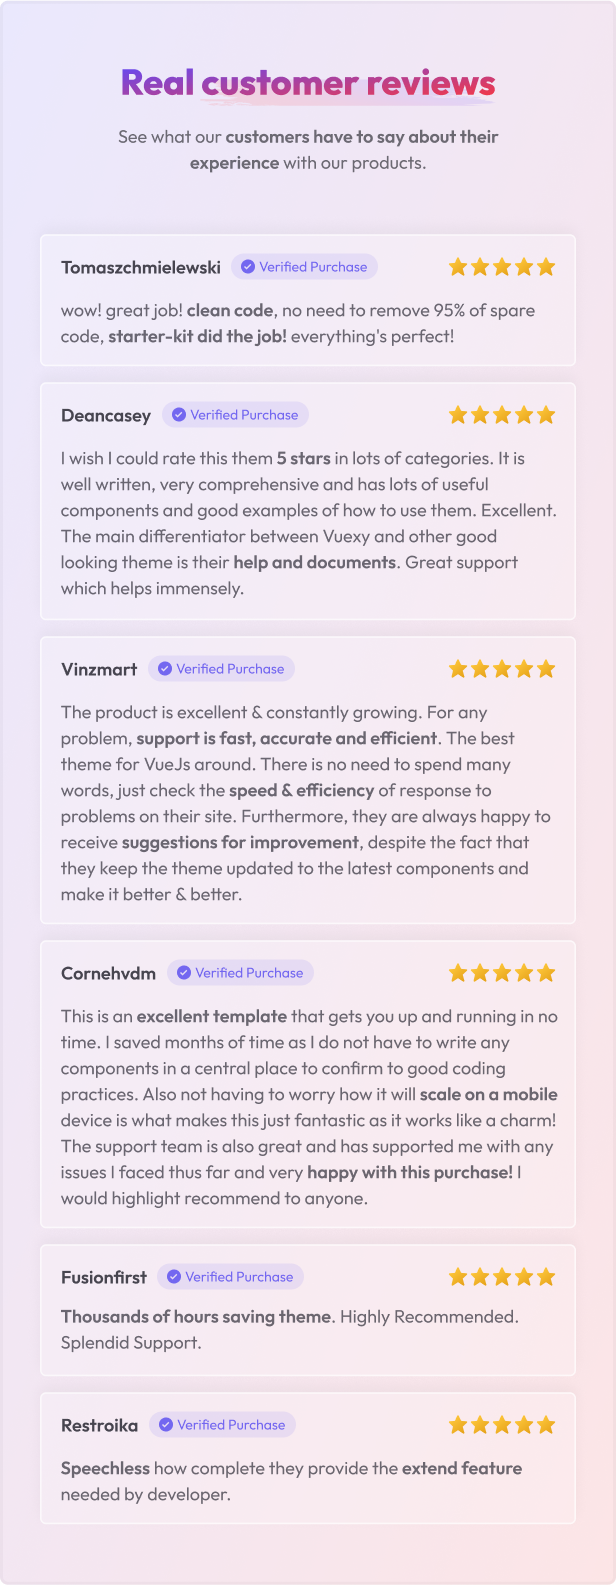 Real customer reviews
See what our customers have to say about their
experience with our products.
Tomaszchmielewski Verified Purchase
wow! great job! clean code, no need to remove 95% of spare
code, starter-kit did the job! everything's perfect!
Deancasey Verified Purchase
I wish I could rate this them 5 stars in lots of categories. It is
well written, very comprehensive and has lots of useful
components and good examples of how to use them. Excellent.
The main differentiator between Vuexy and other good
looking theme is their help and documents. Great support
which helps immensely.
Vinzmart Verified Purchase
The product is excellent & constantly growing. For any
problem, support is fast, accurate and efficient. The best
theme for VueJs around. There is no need to spend many
words, just check the speed & efficiency of response to
problems on their site. Furthermore, they are always happy to
receive suggestions for improvement, despite the fact that
they keep the theme updated to the latest components and
make it better & better.
Cornehvdm Verified Purchase
This is an excellent template that gets you up and running in no
time. I saved months of time as I do not have to write any
components in a central place to confirm to good coding
practices. Also not having to worry how it will scale on a mobile
device is what makes this just fantastic as it works like a charm!
The support team is also great and has supported me with any
issues I faced thus far and very happy with this purchase! I
would highlight recommend to anyone.
Fusionfirst Verified Purchase
Thousands of hours saving theme. Highly Recommended.
Splendid Support.
Restroika Verified Purchase
Speechless how complete they provide the extend feature
needed by developer.